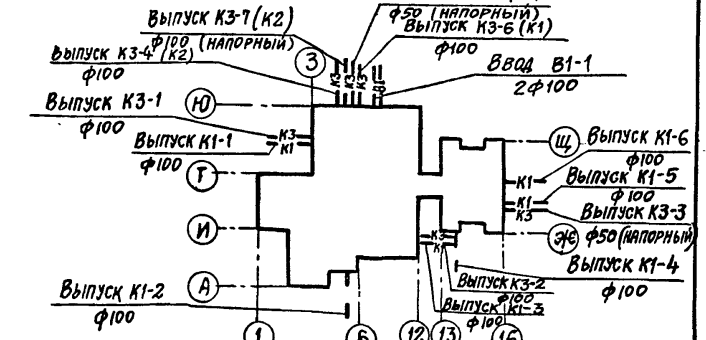 ВЫПУСК К3-7 (К2)
ф50 (НАПОРНЫЙ)
ф100 (НАПОРНЫЙ)
ВЫПУСК К3-6 (К1)
ф100
ВЫПУСК К3-4 (К2)
ф100
3
ВВОД В1-1
2ф100
ВЫПУСК К3-1
ф100
Ю
К3 К3 К3 В1
К3
К1
ВЫПУСК К1-1
ф100
Щ
ВЫПУСК К1-6
ф100
Т
К1
ВЫПУСК К1-5
ф100
К1
К3
ВЫПУСК К3-3
ф50 (НАПОРНЫЙ)
И
К3
К1
Ж/Е
ВЫПУСК К1-4
ф100
А
ВЫПУСК К3-2
ф100
ВЫПУСК К1-2
ф100
ВЫПУСК К1-3
ф100
1 6 12 13 16